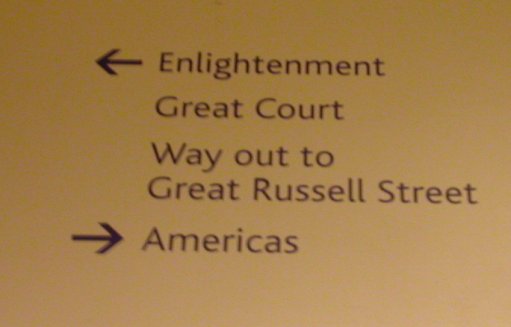 ← Enlightenment
Great Court
Way out to
Great Russell Street
→ Americas